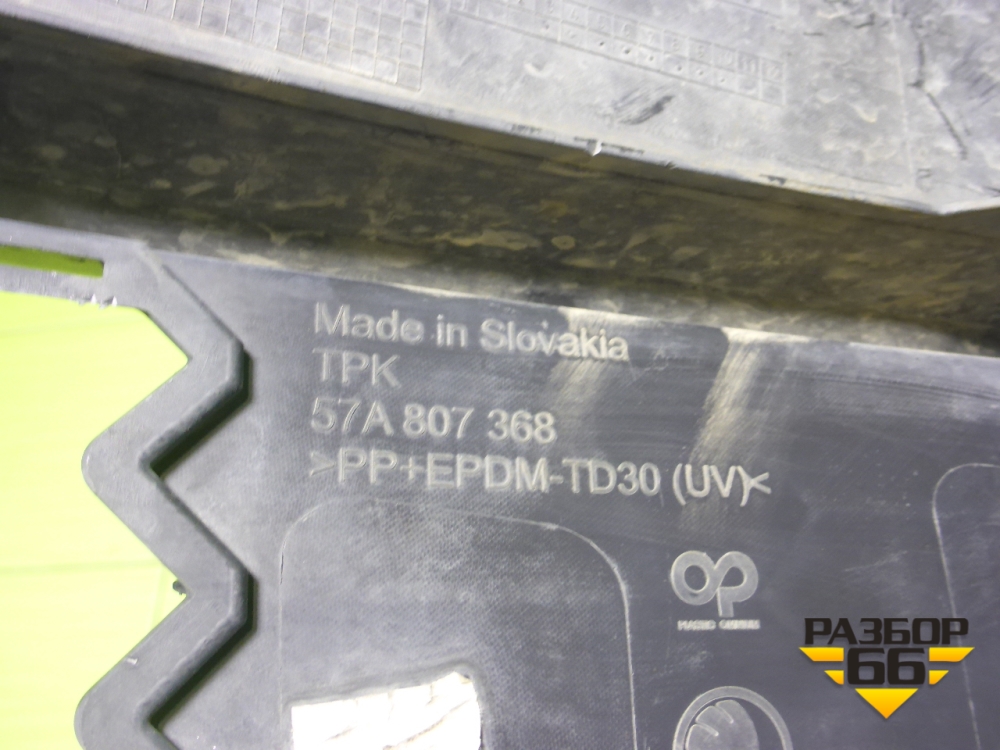 Made in Slovakia
TPK
57A 807 368
>PP+EPDM-TD30 (UV)<
РАЗБОР
66